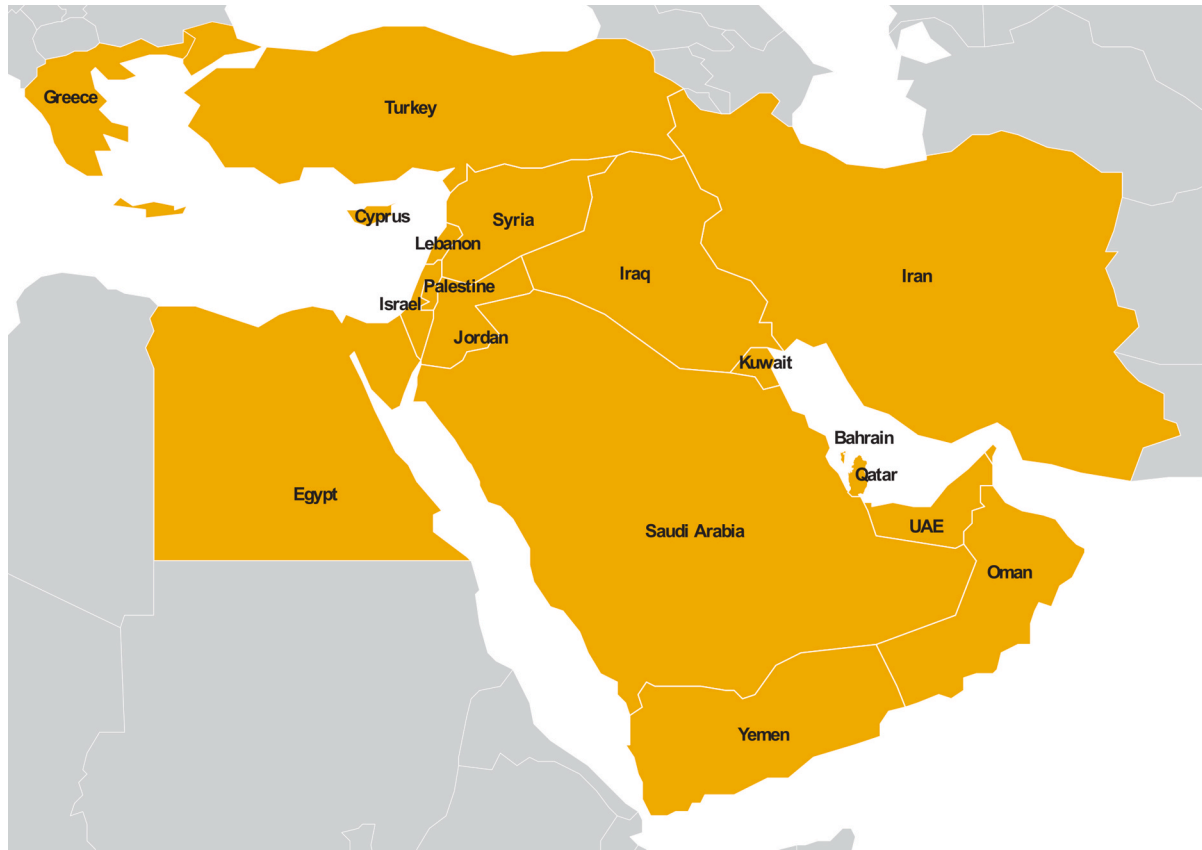 Greece
Turkey
Cyprus
Syria
Lebanon
Iraq
Iran
Palestine
Israel
Jordan
Kuwait
Bahrain
Qatar
Egypt
UAE
Saudi Arabia
Oman
Yemen